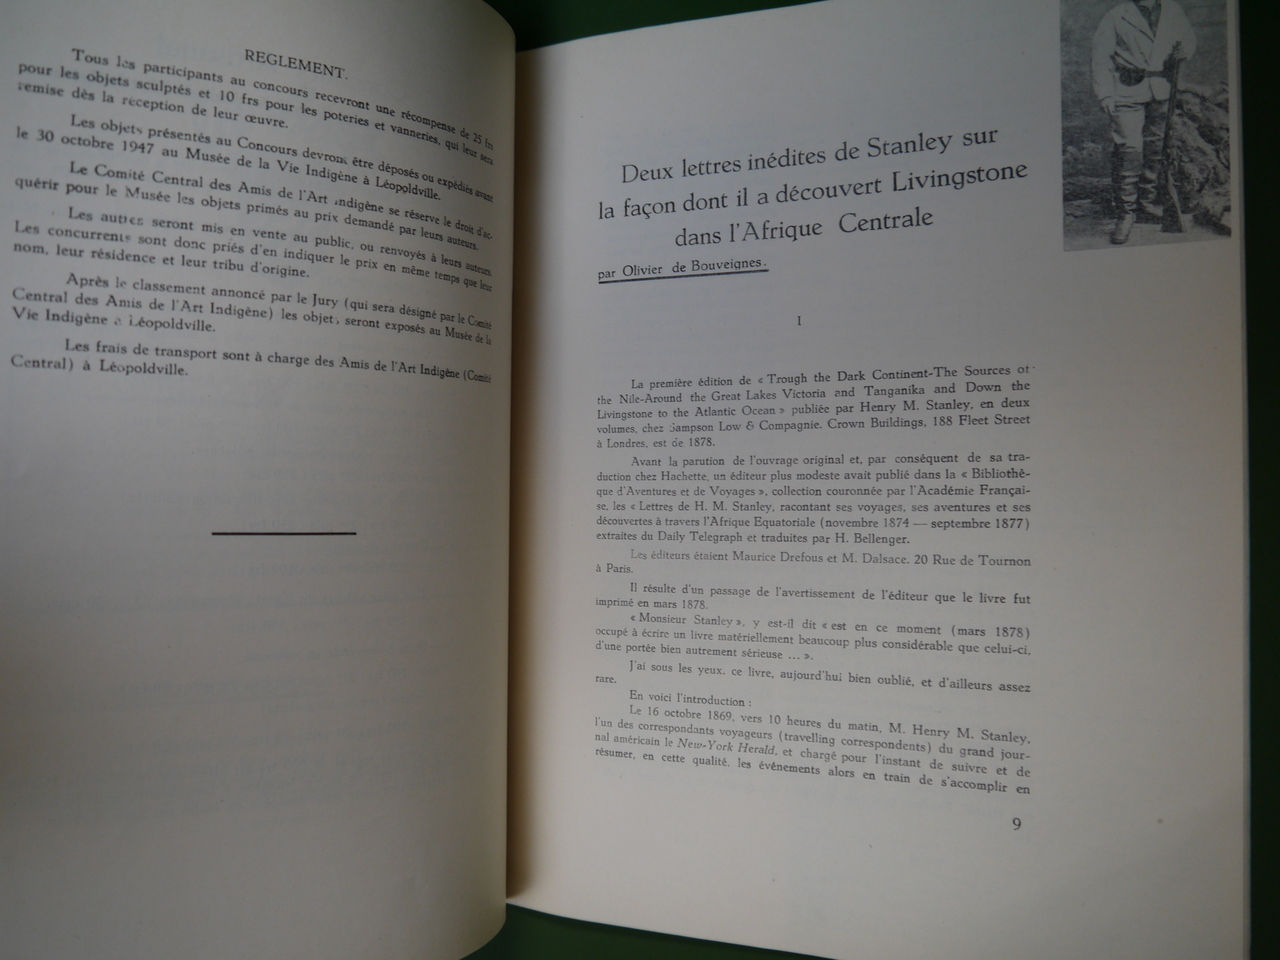 REGLEMENT.
Tous les participants au concours recevront une récompense de 25 frs
pour les objets sculptés et 10 frs pour les poteries et vanneries, qui leur sera
remise dès la réception de leur œuvre.
Les objets présentés au Concours devront être déposés ou expédiés avant
le 30 octobre 1947 au Musée de la Vie Indigène à Léopoldville.
Le Comité Central des Amis de l'Art indigène se réserve le droit d'ac-
quérir pour le Musée les objets primés au prix demandé par leurs auteurs.
Les autres seront mis en vente au public, ou renvoyés à leurs auteurs.
Les concurrents sont donc priés d'en indiquer le prix en même temps que leur
nom, leur résidence et leur tribu d'origine.
Après le classement annoncé par le Jury (qui sera désigné par le Comité
Central des Amis de l'Art Indigène) les objets seront exposés au Musée de la
Vie Indigène à Léopoldville.
Les frais de transport sont à charge des Amis de l'Art Indigène (Comité
Central) à Léopoldville.
Deux lettres inédites de Stanley sur
la façon dont il a découvert Livingstone
dans l'Afrique Centrale
par Olivier de Bouveignes.
I
La première édition de « Trough the Dark Continent-The Sources of
the Nile-Around the Great Lakes Victoria and Tanganika and Down the
Livingstone to the Atlantic Ocean » publiée par Henry M. Stanley, en deux
volumes, chez Sampson Low & Compagnie. Crown Buildings, 188 Fleet Street
à Londres, est de 1878.
Avant la parution de l'ouvrage original et, par conséquent de sa tra-
duction chez Hachette, un éditeur plus modeste avait publié dans la « Bibliothè-
que d'Aventures et de Voyages », collection couronnée par l'Académie Françai-
se, les « Lettres de H. M. Stanley, racontant ses voyages, ses aventures et ses
découvertes à travers l'Afrique Equatoriale (novembre 1874 — septembre 1877)
extraites du Daily Telegraph et traduites par H. Bellenger.
Les éditeurs étaient Maurice Drefous et M. Dalsace. 20 Rue de Tournon
à Paris.
Il résulte d'un passage de l'avertissement de l'éditeur que le livre fut
imprimé en mars 1878.
« Monsieur Stanley », y est-il dit « est en ce moment (mars 1878)
occupé à écrire un livre matériellement beaucoup plus considérable que celui-ci,
d'une portée bien autrement sérieuse ... ».
J'ai sous les yeux. ce livre, aujourd'hui bien oublié, et d'ailleurs assez
rare.
En voici l'introduction :
Le 16 octobre 1869, vers 10 heures du matin, M. Henry M. Stanley,
l'un des correspondants voyageurs (travelling correspondents) du grand jour-
nal américain le New-York Herald, et chargé pour l'instant de suivre et de
résumer, en cette qualité, les événements alors en train de s'accomplir en
9